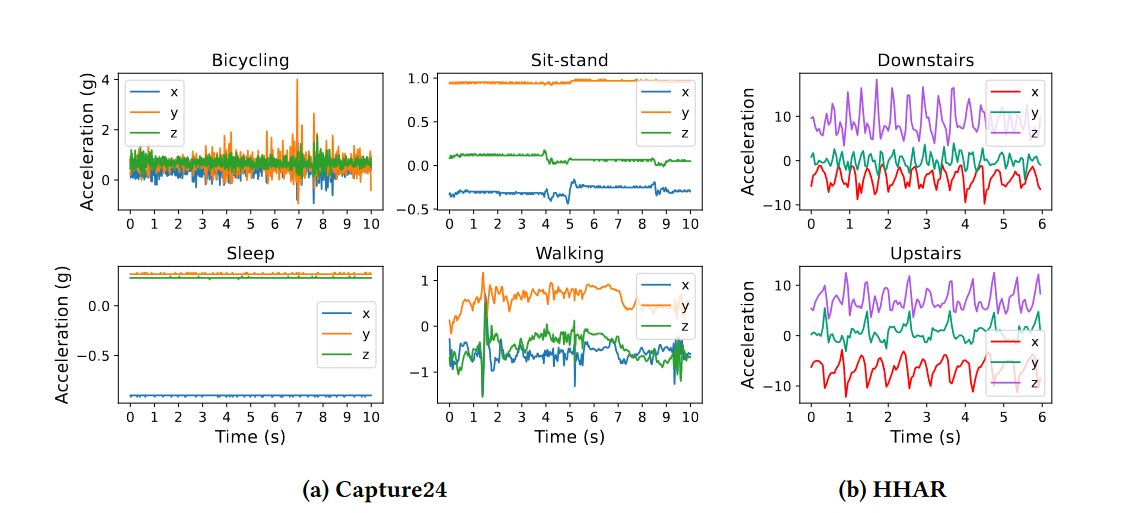 Bicycling
Acceleration (g)
4
2
0
x
y
z
0 1 2 3 4 5 6 7 8 9 10
Sit-stand
1.0
0.5
0.0
−0.5
x
y
z
0 1 2 3 4 5 6 7 8 9 10
Downstairs
Acceleration
10
0
−10
x
y
z
0 1 2 3 4 5 6
Sleep
Acceleration (g)
0.0
−0.5
x
y
z
0 1 2 3 4 5 6 7 8 9 10
Time (s)
Walking
1
0
−1
x
y
z
0 1 2 3 4 5 6 7 8 9 10
Time (s)
Upstairs
Acceleration
10
0
−10
x
y
z
0 1 2 3 4 5 6
Time (s)
(a) Capture24
(b) HHAR